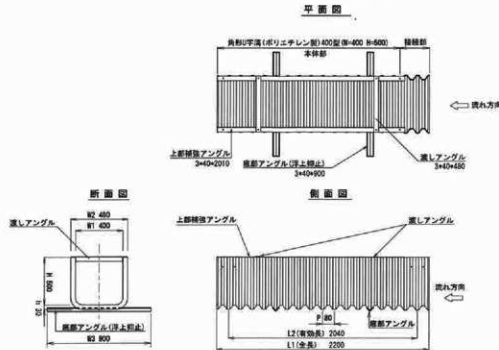 平面図
角形U字溝(ポリエチレン製)400型(W=400 H=500)
接続部
本体部
流れ方向
上部補強アングル
3*40*2010
底部アングル(浮上抑止)
3*40*900
渡しアングル
3*40*480
断面図
側面図
W2 480
W1 400
渡しアングル
H 500
h 30
底部アングル(浮上抑止)
W3 900
上部補強アングル
渡しアングル
流れ方向
P 80
底部アングル
L2(有効長) 2040
L1(全長) 2200